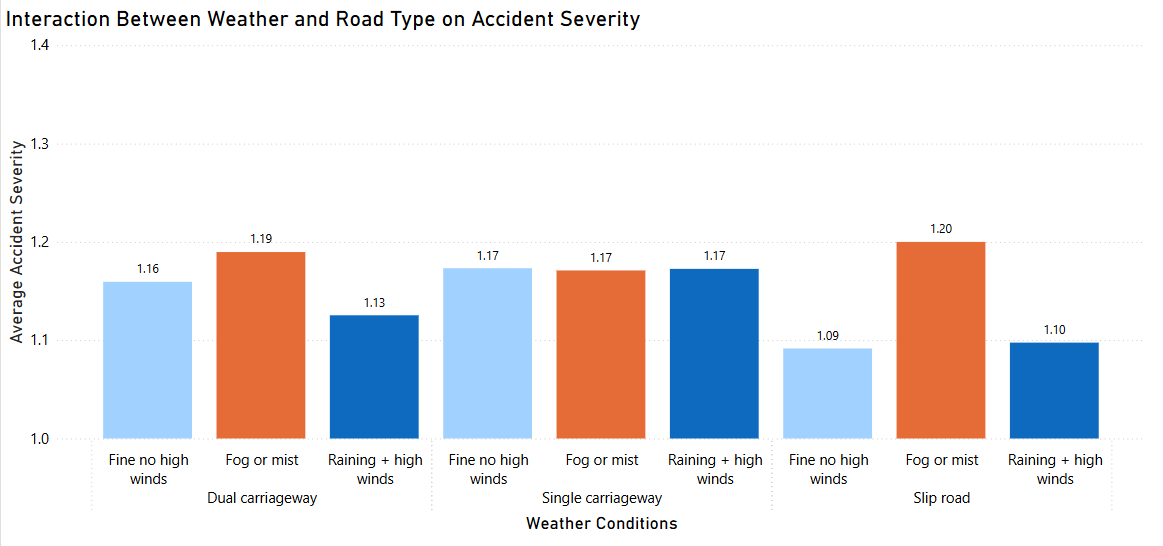 Interaction Between Weather and Road Type on Accident Severity
1.4
1.3
1.2
1.1
1.0
Average Accident Severity
1.16
1.19
1.13
1.17
1.17
1.17
1.09
1.20
1.10
Fine no high winds
Fog or mist
Raining + high winds
Fine no high winds
Fog or mist
Raining + high winds
Fine no high winds
Fog or mist
Raining + high winds
Dual carriageway
Single carriageway
Slip road
Weather Conditions